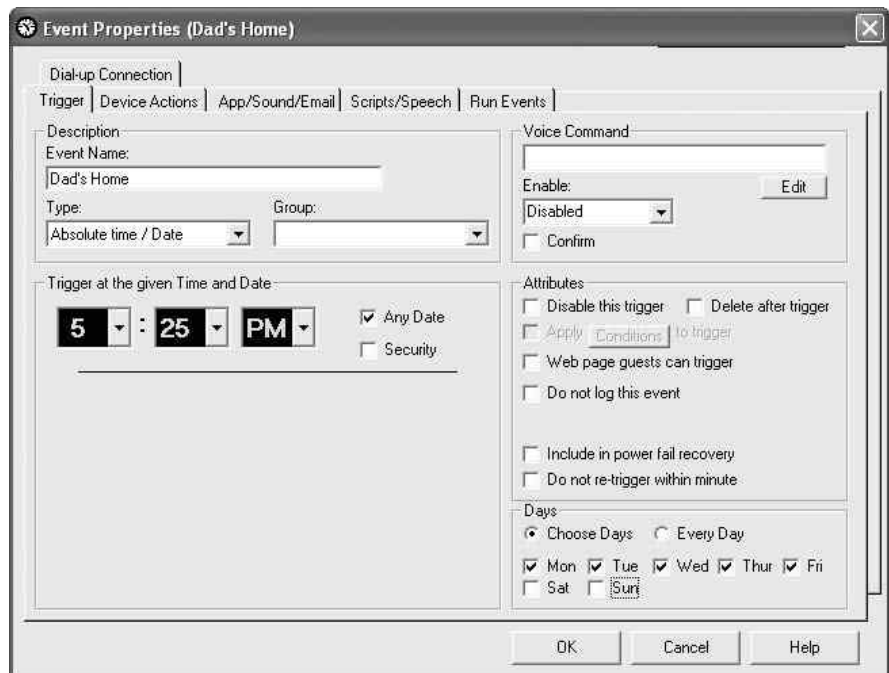 Event Properties (Dad's Home)
Dial-up Connection
Trigger Device Actions App/Sound/Email Scripts/Speech Run Events
Description
Event Name:
Dad's Home
Type: Group:
Absolute time / Date
Voice Command
Enable: Edit
Disabled
Confirm
Trigger at the given Time and Date
5 : 25 PM
Any Date
Security
Attributes
Disable this trigger Delete after trigger
Apply Conditions to trigger
Web page guests can trigger
Do not log this event
Include in power fail recovery
Do not re-trigger within minute
Days
Choose Days Every Day
Mon Tue Wed Thur Fri
Sat Sun
OK Cancel Help